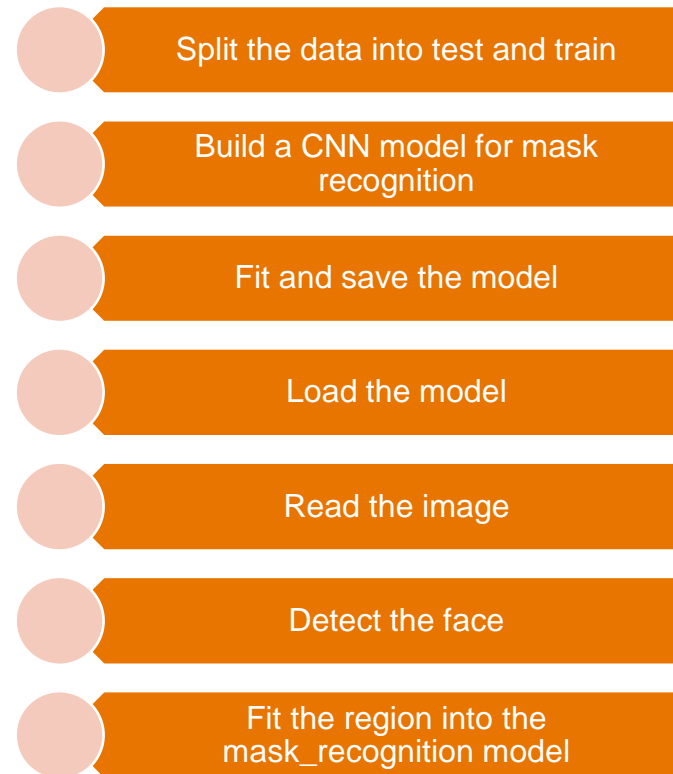 Split the data into test and train
Build a CNN model for mask
recognition
Fit and save the model
Load the model
Read the image
Detect the face
Fit the region into the
mask_recognition model